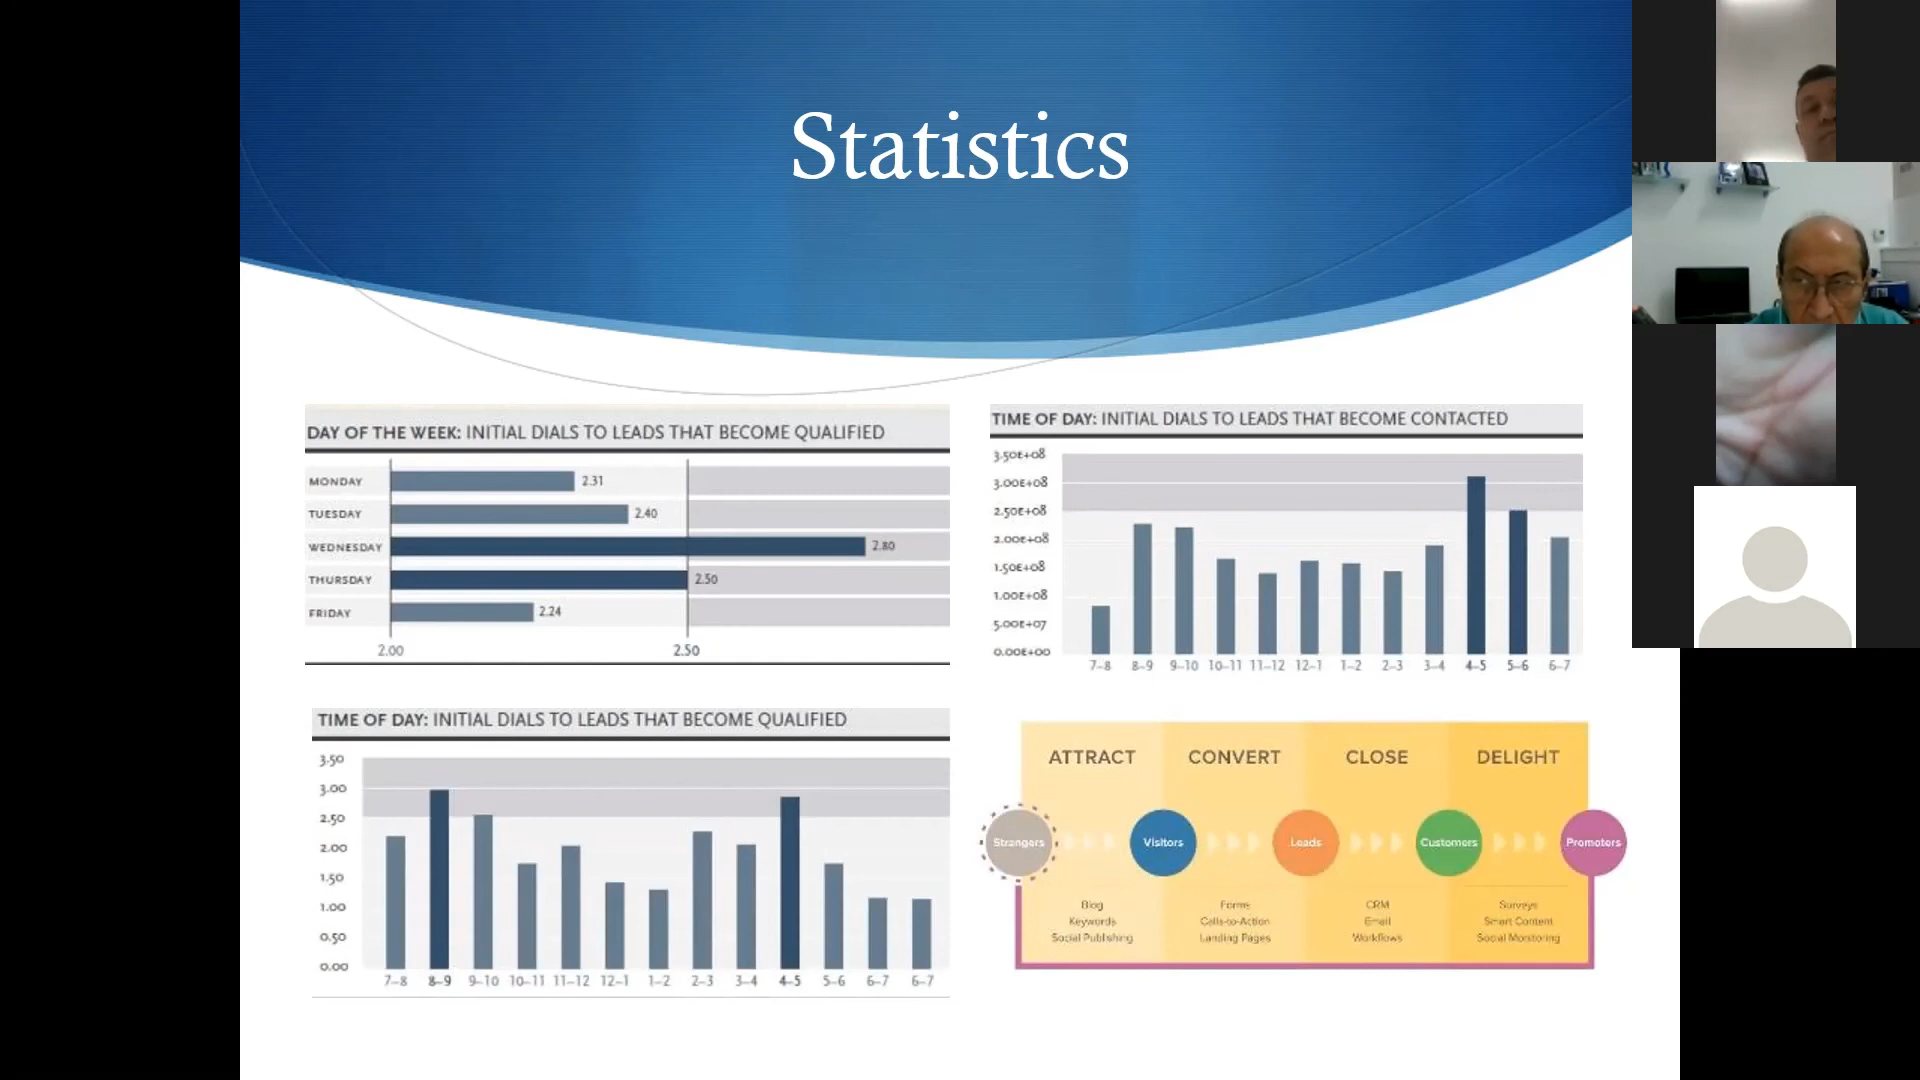 Statistics
DAY OF THE WEEK: INITIAL DIALS TO LEADS THAT BECOME QUALIFIED
MONDAY 2.31
TUESDAY 2.40
WEDNESDAY 2.80
THURSDAY 2.50
FRIDAY 2.24
2.00 2.50
TIME OF DAY: INITIAL DIALS TO LEADS THAT BECOME CONTACTED
3.50E+08
3.00E+08
2.50E+08
2.00E+08
1.50E+08
1.00E+08
5.00E+07
0.00E+00
7–8 8–9 9–10 10–11 11–12 12–1 1–2 2–3 3–4 4–5 5–6 6–7
TIME OF DAY: INITIAL DIALS TO LEADS THAT BECOME QUALIFIED
3.50
3.00
2.50
2.00
1.50
1.00
0.50
0.00
7–8 8–9 9–10 10–11 11–12 12–1 1–2 2–3 3–4 4–5 5–6 6–7 6–7
ATTRACT CONVERT CLOSE DELIGHT
Strangers Visitors Leads Customers Promoters
Blog Forms CRM Surveys
Keywords Calls-to-Action Email Smart Content
Social Publishing Landing Pages Workflows Social Monitoring